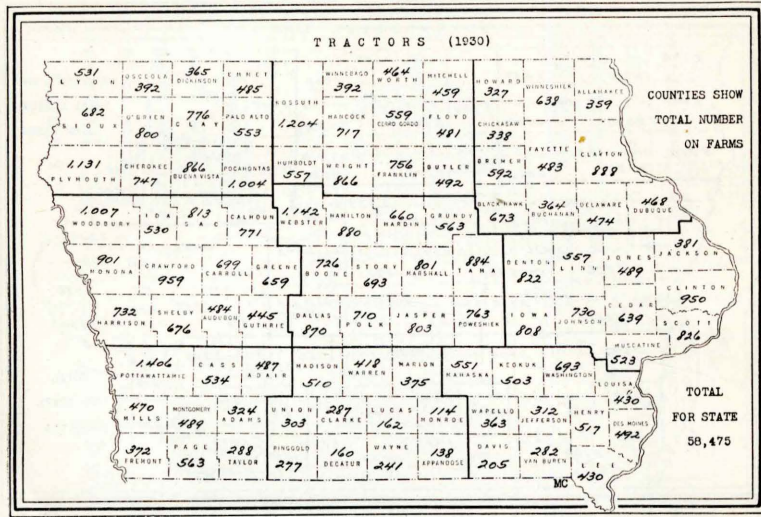 TRACTORS (1930)
COUNTIES SHOW
TOTAL NUMBER
ON FARMS
531
LYON
OSCEOLA
392
365
DICKINSON
EMMET
485
WINNEBAGO
392
464
WORTH
MITCHELL
459
HOWARD
327
WINNESHIEK
638
ALLAMAKEE
359
682
SIOUX
O'BRIEN
800
776
CLAY
PALO ALTO
553
KOSSUTH
1,204
HANCOCK
717
559
CERRO GORDO
FLOYD
481
CHICKASAW
338
1,131
PLYMOUTH
CHEROKEE
747
866
BUENA VISTA
POCAHONTAS
1,004
HUMBOLDT
557
WRIGHT
866
756
FRANKLIN
BUTLER
492
BREMER
592
FAYETTE
483
CLAYTON
888
1,007
WOODBURY
IDA
530
813
SAC
CALHOUN
771
1,142
WEBSTER
HAMILTON
880
660
HARDIN
GRUNDY
563
BLACK HAWK
673
364
BUCHANAN
DELAWARE
474
468
DUBUQUE
901
MONONA
CRAWFORD
959
699
CARROLL
GREENE
659
726
BOONE
STORY
693
801
MARSHALL
884
TAMA
BENTON
822
557
LINN
JONES
489
381
JACKSON
CLINTON
950
732
HARRISON
SHELBY
676
484
AUDUBON
445
GUTHRIE
DALLAS
870
710
POLK
JASPER
803
763
POWESHIEK
IOWA
808
730
JOHNSON
CEDAR
639
SCOTT
826
MUSCATINE
523
1,406
POTTAWATTAMIE
CASS
534
487
ADAIR
MADISON
510
418
WARREN
MARION
375
551
MAHASKA
KEOKUK
503
693
WASHINGTON
LOUISA
430
470
MILLS
MONTGOMERY
489
324
ADAMS
UNION
303
287
CLARKE
LUCAS
162
114
MONROE
WAPELLO
363
312
JEFFERSON
HENRY
517
DES MOINES
492
372
FREMONT
PAGE
563
288
TAYLOR
RINGGOLD
277
160
DECATUR
WAYNE
241
138
APPANOOSE
DAVIS
205
282
VAN BUREN
LEE
430
MC
TOTAL
FOR STATE
58,475